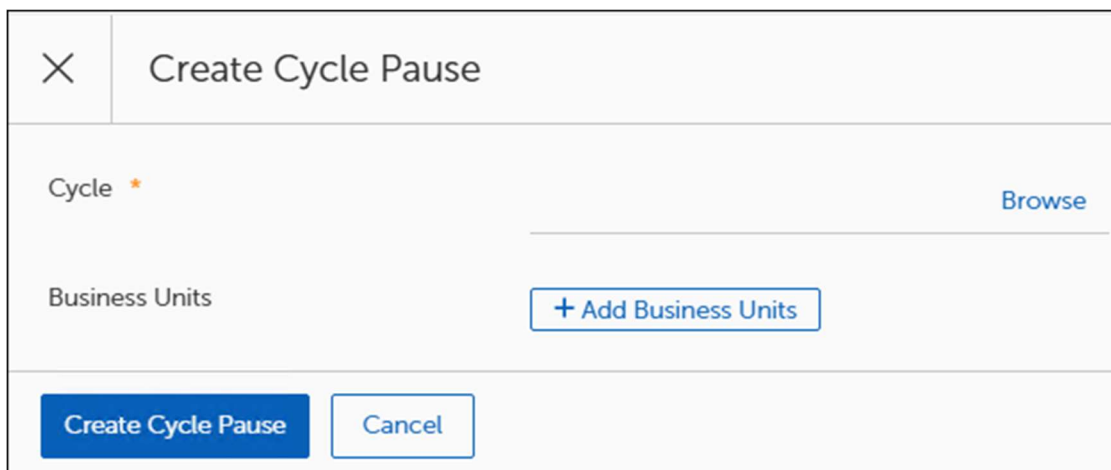 Create Cycle Pause
Cycle *
Browse
Business Units
+ Add Business Units
Create Cycle Pause
Cancel